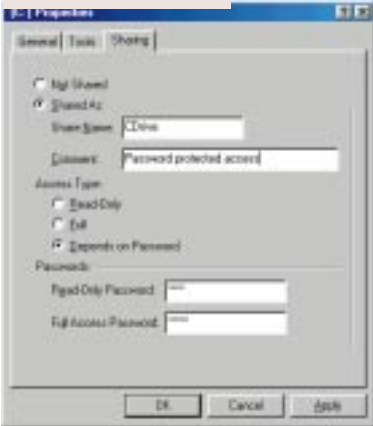 (C:) Properties
General Tools Sharing
Not Shared
Shared As:
Share Name: CDrive
Comment: Password protected access
Access Type:
Read-Only
Full
Depends on Password
Passwords:
Read-Only Password: ****
Full Access Password: *****
OK Cancel Apply